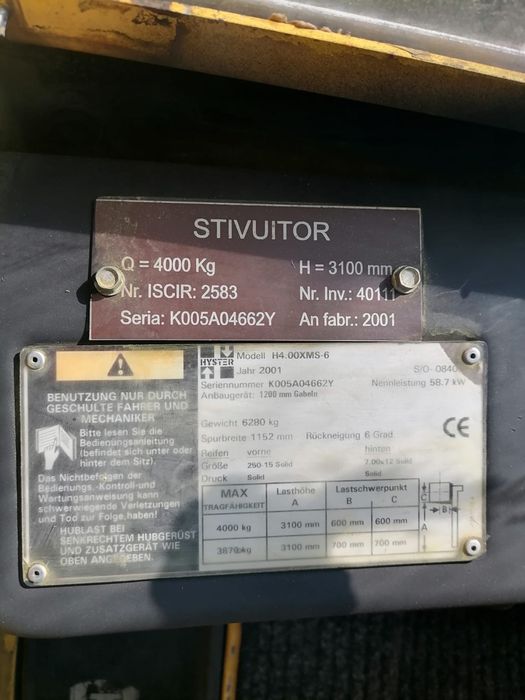 STIVUITOR
Q = 4000 Kg H = 3100 mm
Nr. ISCIR: 2583 Nr. Inv.: 40111
Seria: K005A04662Y An fabr.: 2001
BENUTZUNG NUR DURCH
GESCHULTE FAHRER UND
MECHANIKER
Bitte lesen Sie die
Bedienungsanleitung
(befindet sich unter oder
hinter dem Sitz).
Das Nichtbefolgen der
Bedienungs, Kontroll-und
Wartungsanweisung kann
schwerwiegende Verletzungen
und Tod zur Folge haben!
HUBLAST BEI
SENKRECHTEM HUBGERÜST
UND ZUSATZGERÄT WIE
OBEN ANGEGEBEN.
HYSTER
Modell H4.00XMS-6
Jahr 2001 S/O- 0840
Seriennummer K005A04662Y Nennleistung 58.7 kW
Anbaugerät: 1200 mm Gabeln
Gewicht 6280 kg
Spurbreite 1152 mm Rückneigung 6 Grad
Reifen vorne hinten
Größe 250-15 Solid 7.00x12 Solid
Druck Solid Solid
MAX TRAGFÄHIGKEIT Lasthöhe A Lastschwerpunkt B C
4000 kg 3100 mm 600 mm 600 mm
3870 kg 3100 mm 700 mm 700 mm
CE
C
B
A